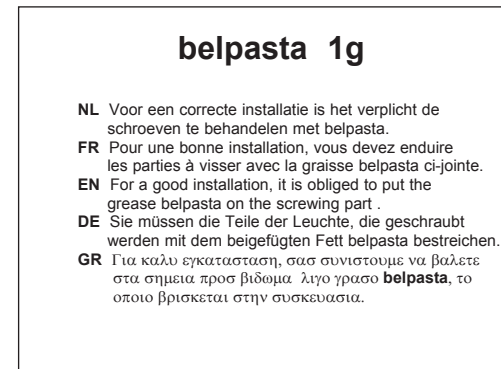 belpasta 1g
NL Voor een correcte installatie is het verplicht de
schroeven te behandelen met belpasta.
FR Pour une bonne installation, vous devez enduire
les parties à visser avec la graisse belpasta ci-jointe.
EN For a good installation, it is obliged to put the
grease belpasta on the screwing part .
DE Sie müssen die Teile der Leuchte, die geschraubt
werden mit dem beigefügten Fett belpasta bestreichen.
GR Για καλυ εγκατασταση, σασ συνιστουμε να βαλετε
στα σημεια προσ βιδωμα λιγο γρασο belpasta, το
οποιο βρισκεται στην συσκευασια.